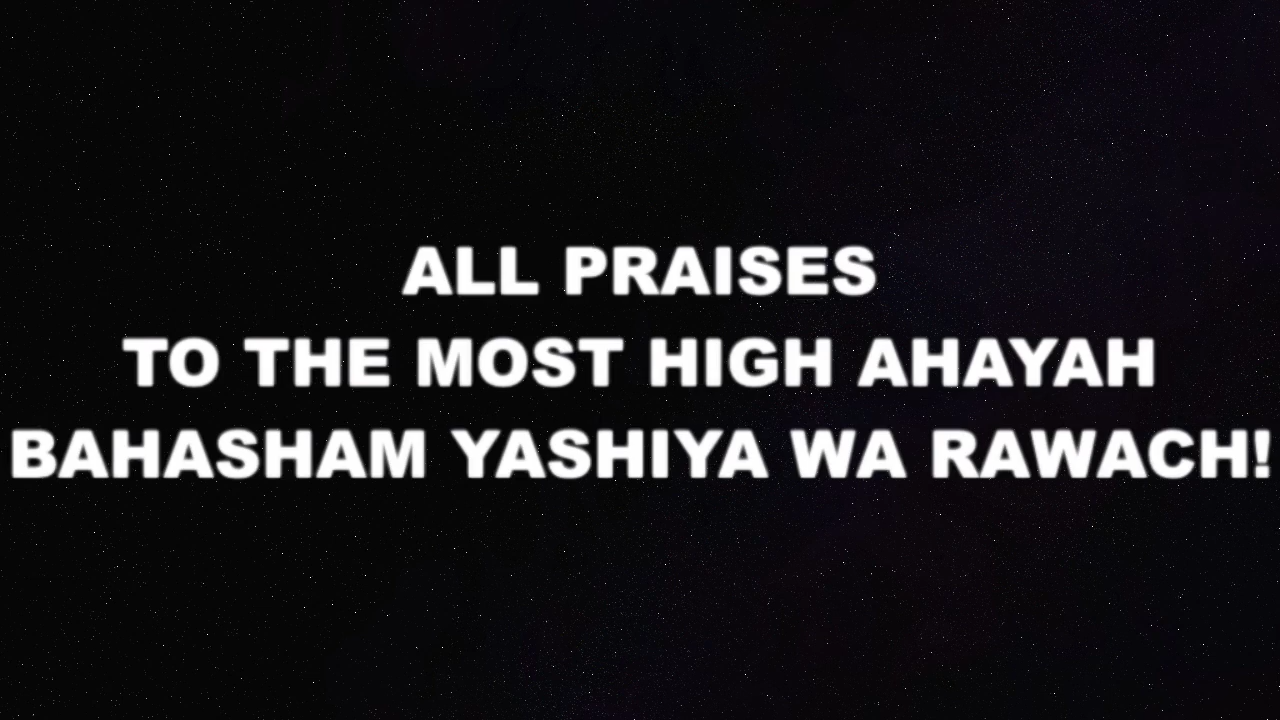 ALL PRAISES
TO THE MOST HIGH AHAYAH
BAHASHAM YASHIYA WA RAWACH!